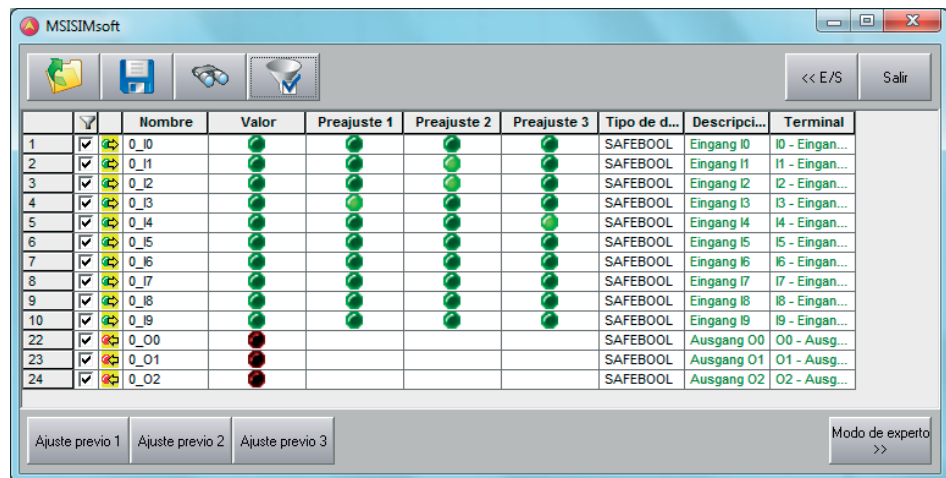 MSISIMsoft
<< E/S Salir
Nombre Valor Preajuste 1 Preajuste 2 Preajuste 3 Tipo de d... Descripci... Terminal
1 0_I0 SAFEBOOL Eingang I0 I0 - Eingan...
2 0_I1 SAFEBOOL Eingang I1 I1 - Eingan...
3 0_I2 SAFEBOOL Eingang I2 I2 - Eingan...
4 0_I3 SAFEBOOL Eingang I3 I3 - Eingan...
5 0_I4 SAFEBOOL Eingang I4 I4 - Eingan...
6 0_I5 SAFEBOOL Eingang I5 I5 - Eingan...
7 0_I6 SAFEBOOL Eingang I6 I6 - Eingan...
8 0_I7 SAFEBOOL Eingang I7 I7 - Eingan...
9 0_I8 SAFEBOOL Eingang I8 I8 - Eingan...
10 0_I9 SAFEBOOL Eingang I9 I9 - Eingan...
22 0_O0 SAFEBOOL Ausgang O0 O0 - Ausg...
23 0_O1 SAFEBOOL Ausgang O1 O1 - Ausg...
24 0_O2 SAFEBOOL Ausgang O2 O2 - Ausg...
Ajuste previo 1 Ajuste previo 2 Ajuste previo 3 Modo de experto
>>